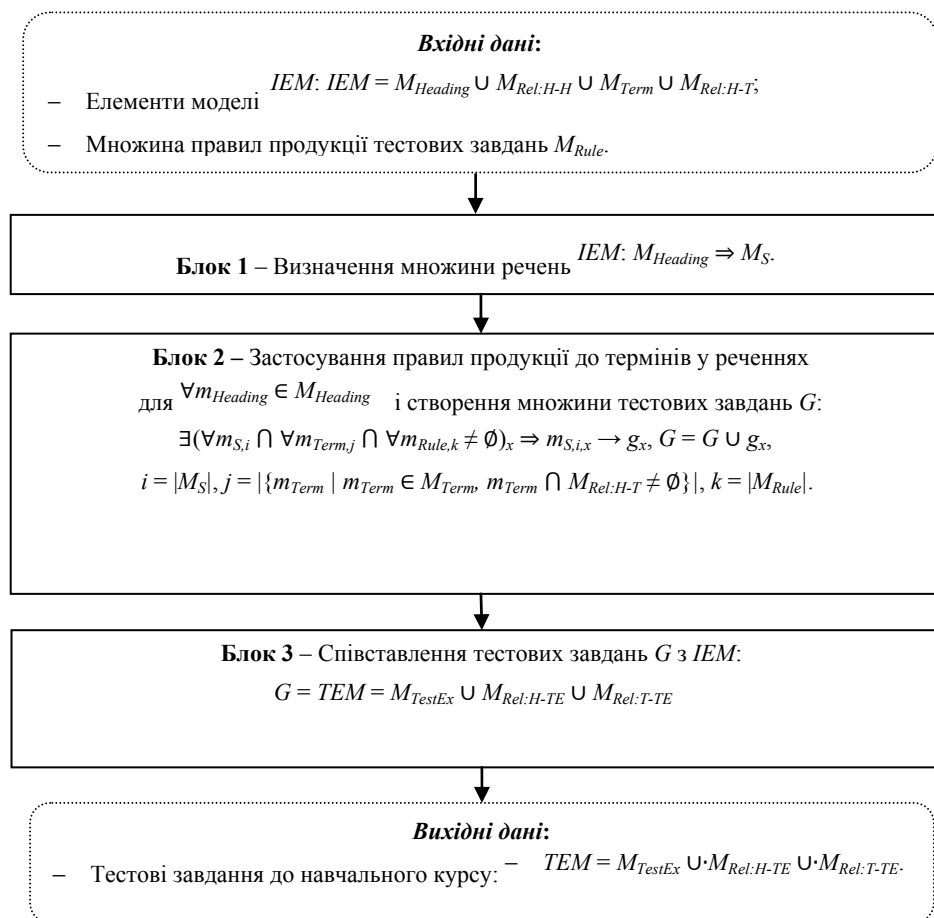 Вхідні дані:
– Елементи моделі IEM: IEM = M_Heading ∪ M_Rel:H-H ∪ M_Term ∪ M_Rel:H-T;
– Множина правил продукції тестових завдань M_Rule.
Блок 1 – Визначення множини речень IEM: M_Heading ⇒ M_S.
Блок 2 – Застосування правил продукції до термінів у реченнях
для ∀m_Heading ∈ M_Heading і створення множини тестових завдань G:
∃(∀m_S,i ⋂ ∀m_Term,j ⋂ ∀m_Rule,k ≠ ∅)_x ⇒ m_S,i,x → g_x, G = G ∪ g_x,
i = |M_S|, j = |{m_Term | m_Term ∈ M_Term, m_Term ⋂ M_Rel:H-T ≠ ∅}|, k = |M_Rule|.
Блок 3 – Співставлення тестових завдань G з IEM:
G = TEM = M_TestEx ∪ M_Rel:H-TE ∪ M_Rel:T-TE
Вихідні дані:
– Тестові завдання до навчального курсу: – TEM = M_TestEx ∪· M_Rel:H-TE ∪· M_Rel:T-TE.